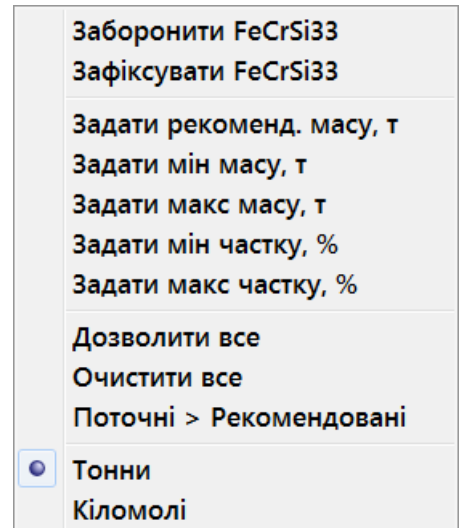 Заборонити FeCrSi33
Зафіксувати FeCrSi33
Задати рекоменд. масу, т
Задати мін масу, т
Задати макс масу, т
Задати мін частку, %
Задати макс частку, %
Дозволити все
Очистити все
Поточні > Рекомендовані
Тонни
Кіломолі